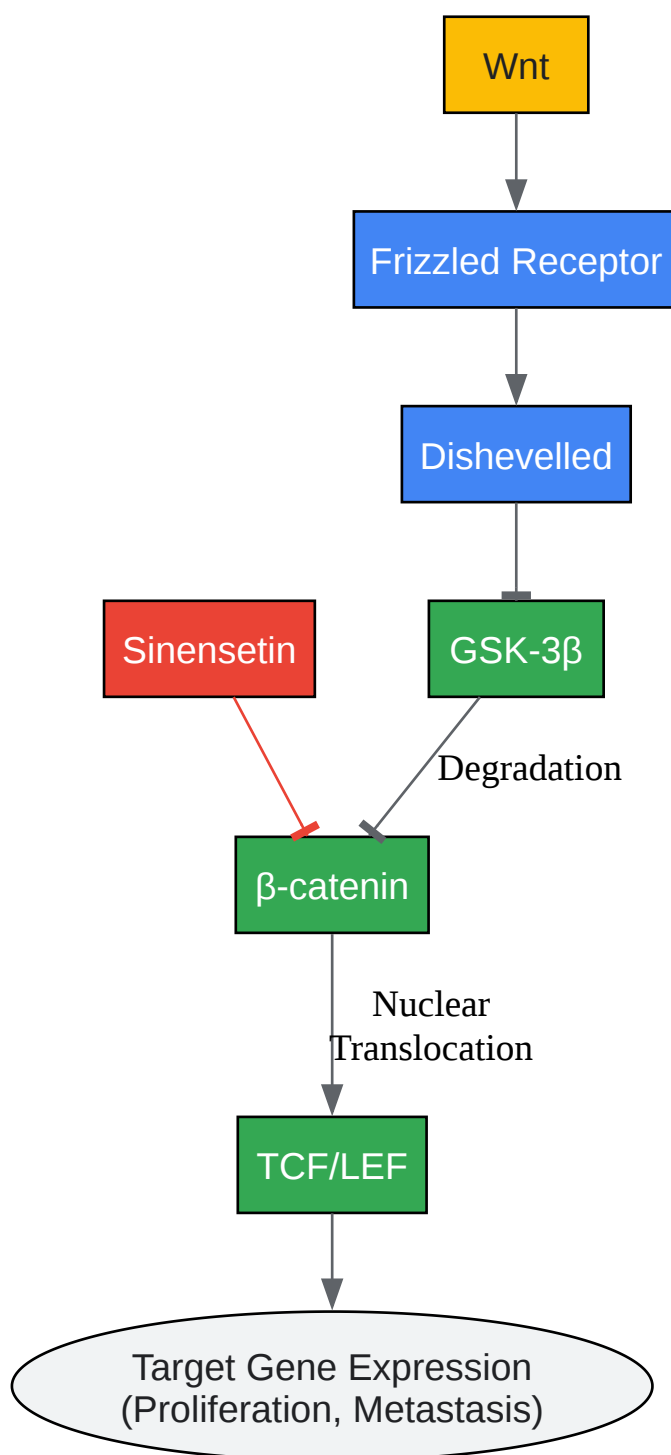 Wnt
Frizzled Receptor
Dishevelled
Sinensetin
GSK-3β
Degradation
β-catenin
Nuclear
Translocation
TCF/LEF
Target Gene Expression
(Proliferation, Metastasis)